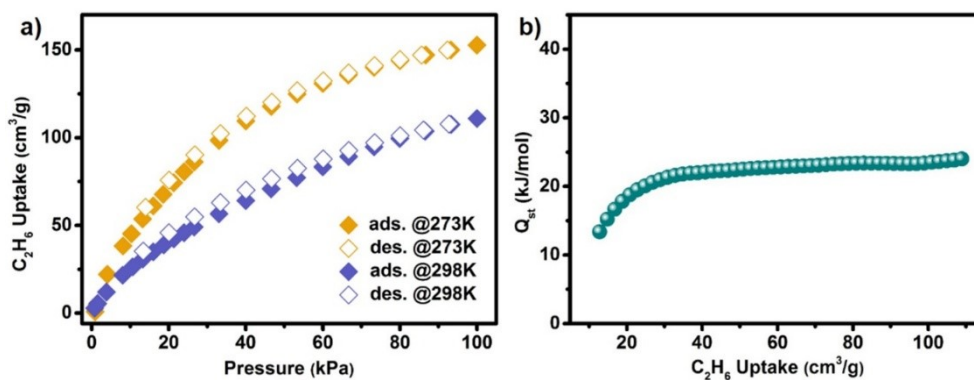 a)
C₂H₆ Uptake (cm³/g)
150
100
50
0
ads. @273K
des. @273K
ads. @298K
des. @298K
0 20 40 60 80 100
Pressure (kPa)
b)
Qst (kJ/mol)
50
40
30
20
10
0
20 40 60 80 100
C₂H₆ Uptake (cm³/g)